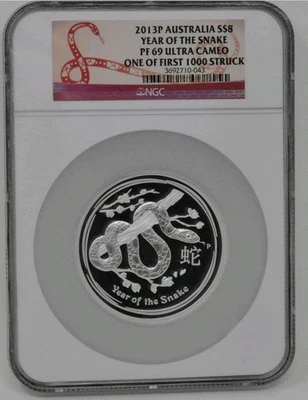 2013P AUSTRALIA S$8
YEAR OF THE SNAKE
PF 69 ULTRA CAMEO
ONE OF FIRST 1000 STRUCK
3692710-043
NGC
P
蛇
Year of the Snake